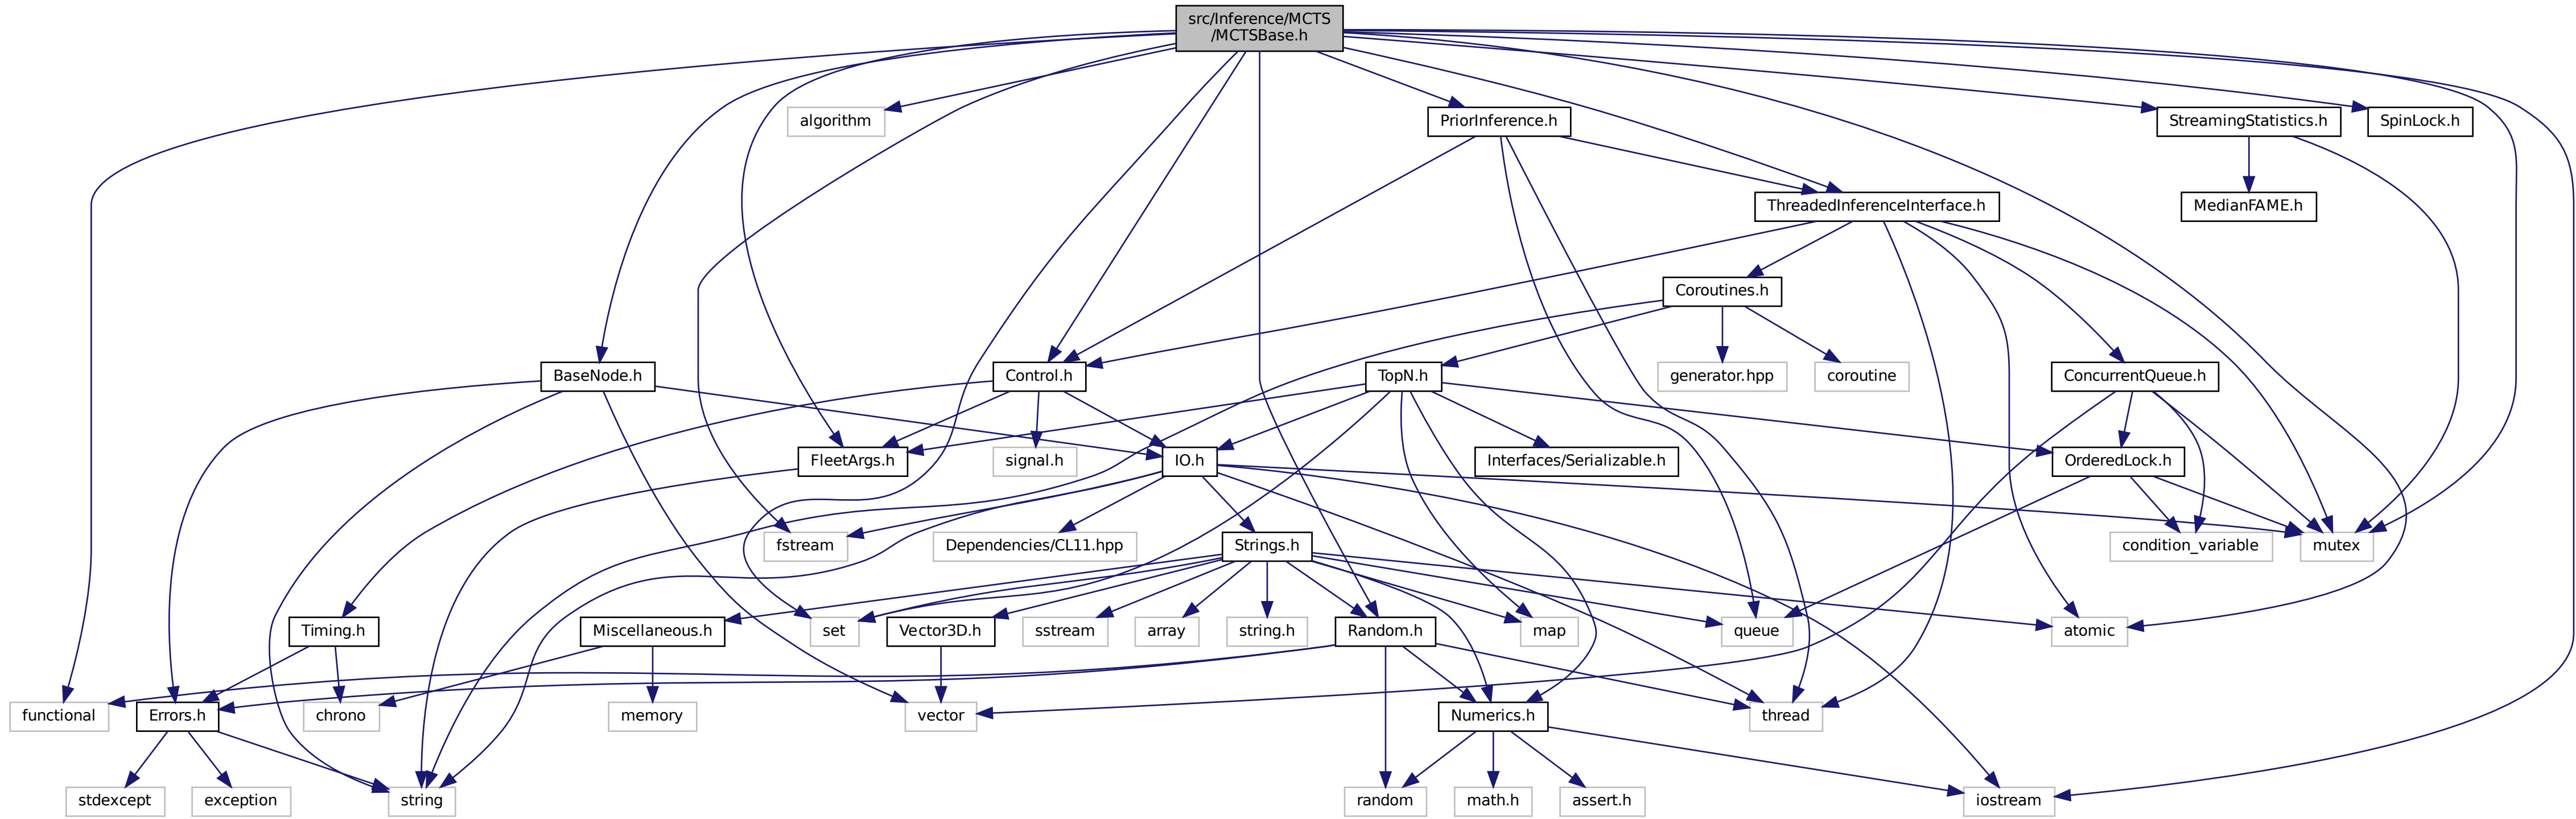 src/Inference/MCTS
/MCTSBase.h
algorithm
PriorInference.h
StreamingStatistics.h
SpinLock.h
ThreadedInferenceInterface.h
MedianFAME.h
Coroutines.h
BaseNode.h
Control.h
TopN.h
generator.hpp
coroutine
ConcurrentQueue.h
FleetArgs.h
signal.h
IO.h
Interfaces/Serializable.h
OrderedLock.h
fstream
Dependencies/CL11.hpp
Strings.h
condition_variable
mutex
Timing.h
Miscellaneous.h
set
Vector3D.h
sstream
array
string.h
Random.h
map
queue
atomic
functional
Errors.h
chrono
memory
vector
Numerics.h
thread
stdexcept
exception
string
random
math.h
assert.h
iostream